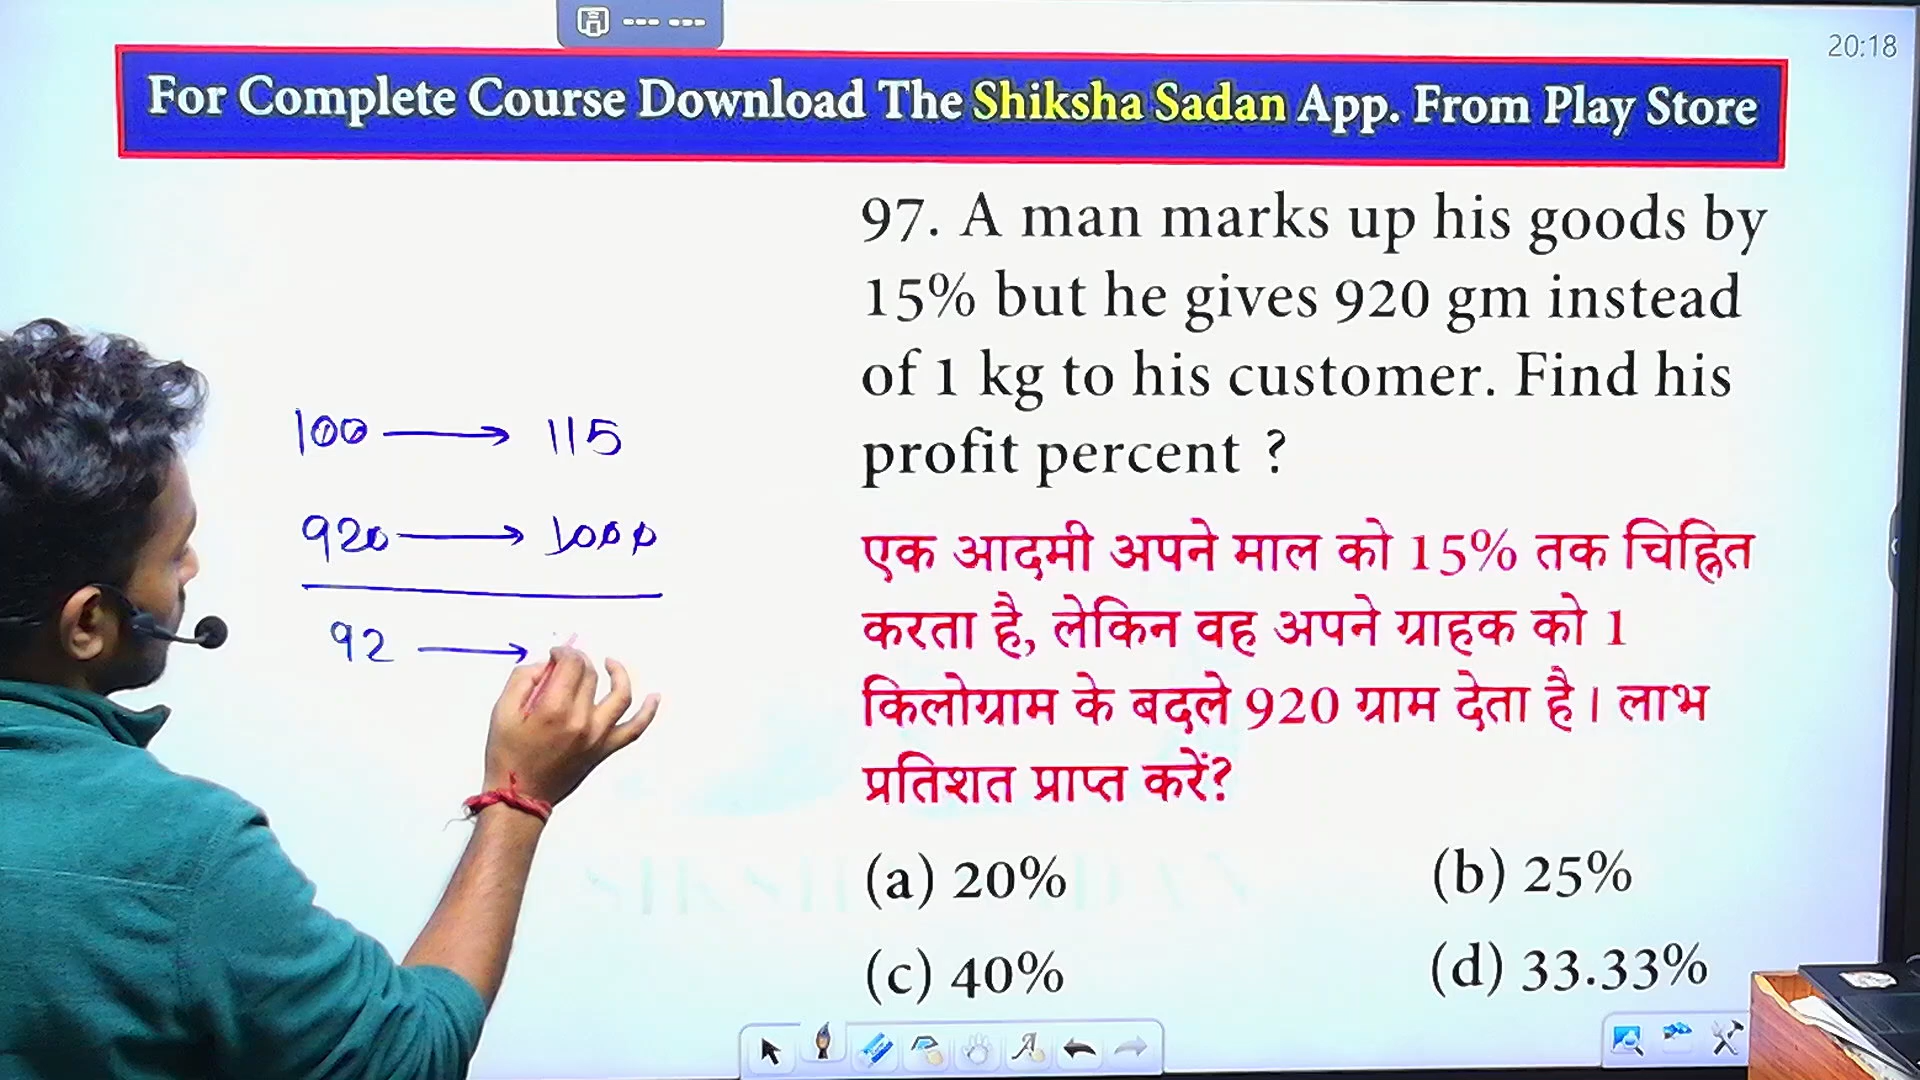 20:18
For Complete Course Download The Shiksha Sadan App. From Play Store
97. A man marks up his goods by
15% but he gives 920 gm instead
of 1 kg to his customer. Find his
profit percent ?
एक आदमी अपने माल को 15% तक चिह्नित
करता है, लेकिन वह अपने ग्राहक को 1
किलोग्राम के बदले 920 ग्राम देता है। लाभ
प्रतिशत प्राप्त करें?
(a) 20% (b) 25%
(c) 40% (d) 33.33%
100 → 115
920 → 1000
92 →